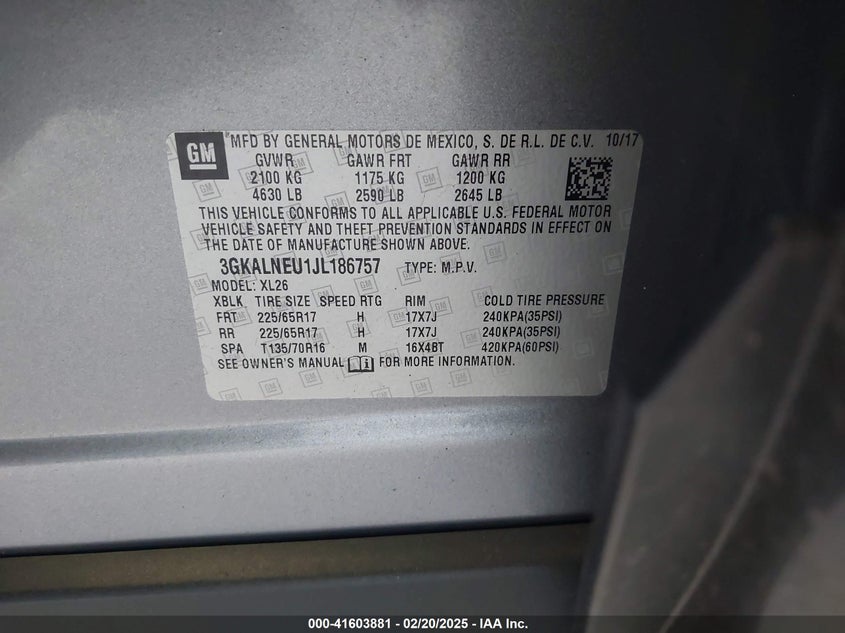 GM MFD BY GENERAL MOTORS DE MEXICO, S. DE R.L. DE C.V. 10/17
GVWR GAWR FRT GAWR RR
2100 KG 1175 KG 1200 KG
4630 LB 2590 LB 2645 LB
THIS VEHICLE CONFORMS TO ALL APPLICABLE U.S. FEDERAL MOTOR
VEHICLE SAFETY AND THEFT PREVENTION STANDARDS IN EFFECT ON
THE DATE OF MANUFACTURE SHOWN ABOVE.
3GKALNEU1JL186757 TYPE: M.P.V.
MODEL: XL26
XBLK TIRE SIZE SPEED RTG RIM COLD TIRE PRESSURE
FRT 225/65R17 H 17X7J 240KPA(35PSI)
RR 225/65R17 H 17X7J 240KPA(35PSI)
SPA T135/70R16 M 16X4BT 420KPA(60PSI)
SEE OWNER'S MANUAL FOR MORE INFORMATION.
000-41603881 - 02/20/2025 - IAA Inc.